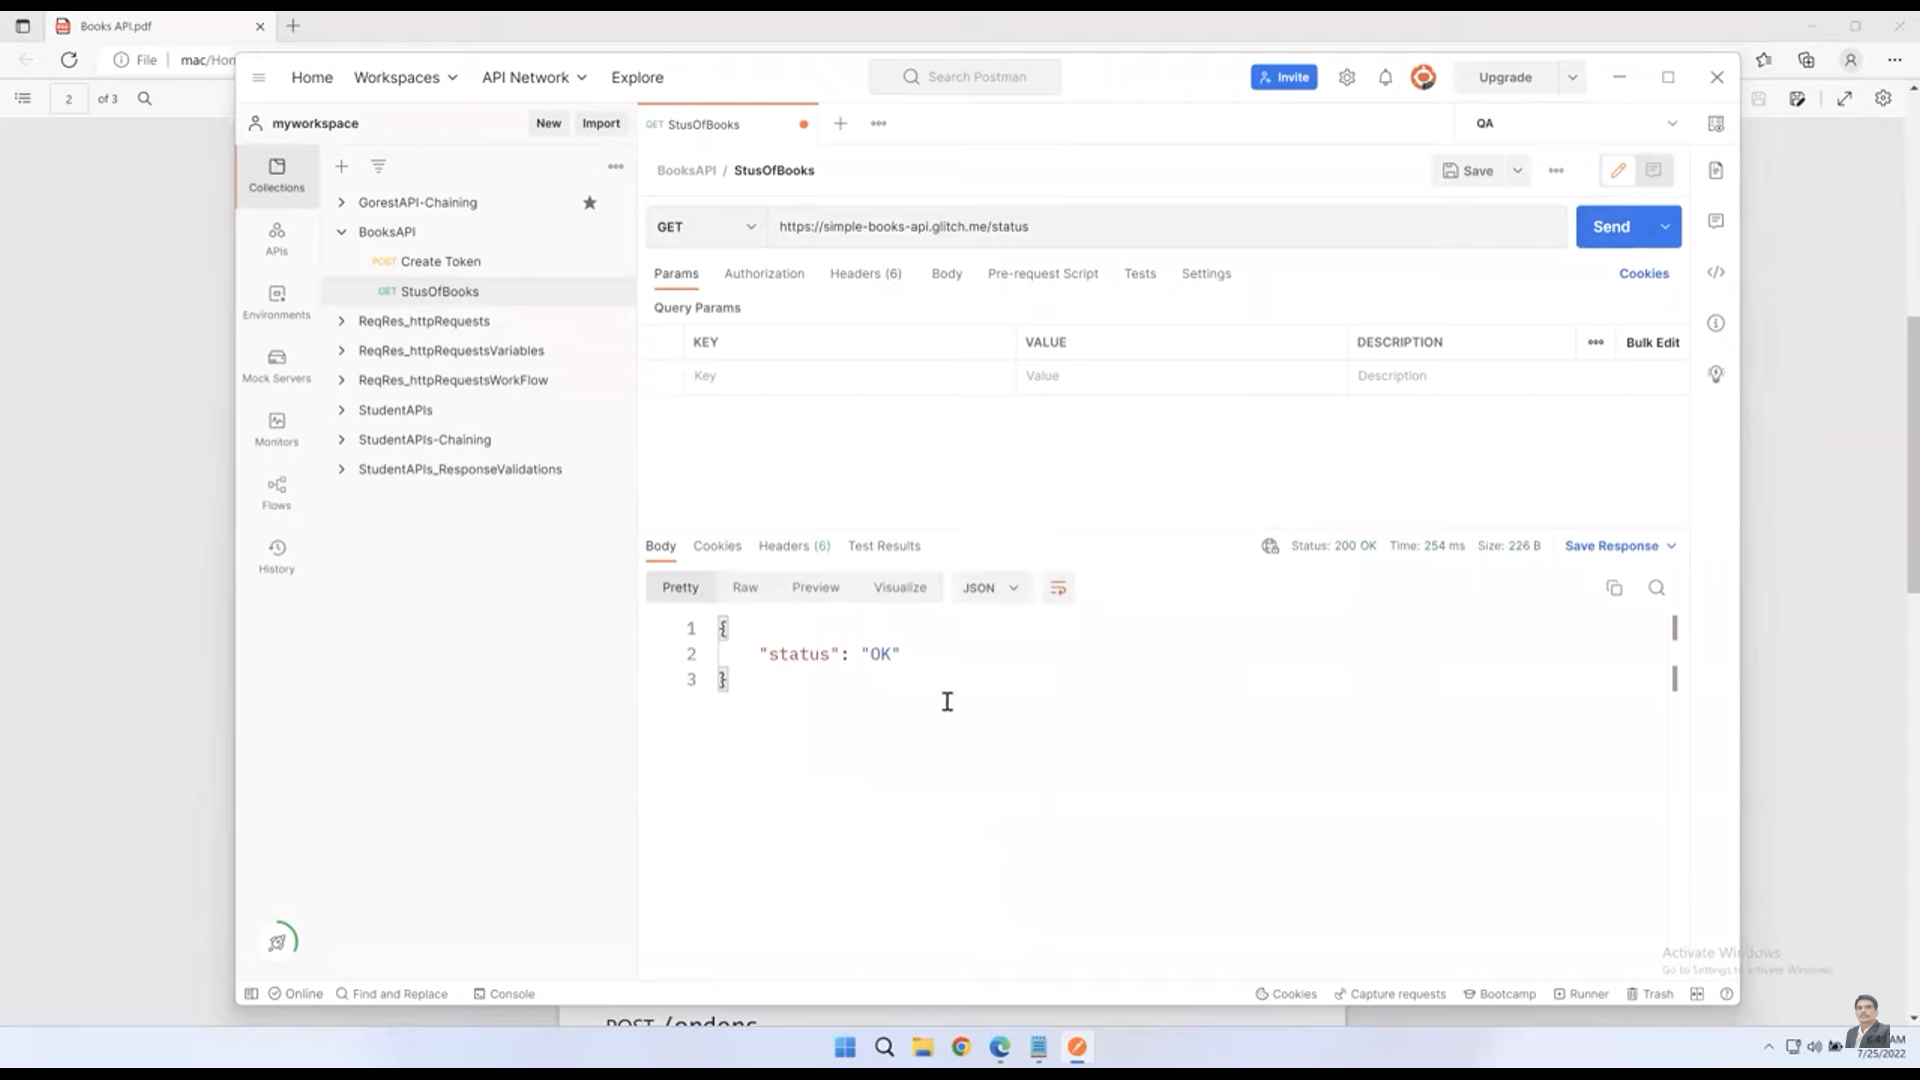 Books API.pdf
File
mac/Hon
2
of 3
Home
Workspaces
API Network
Explore
Search Postman
Invite
Upgrade
myworkspace
New
Import
GET StusOfBooks
QA
Collections
APIs
Environments
Mock Servers
Monitors
Flows
History
GorestAPI-Chaining
BooksAPI
POST Create Token
GET StusOfBooks
ReqRes_httpRequests
ReqRes_httpRequestsVariables
ReqRes_httpRequestsWorkFlow
StudentAPIs
StudentAPIs-Chaining
StudentAPIs_ResponseValidations
BooksAPI / StusOfBooks
Save
GET
https://simple-books-api.glitch.me/status
Send
Params
Authorization
Headers (6)
Body
Pre-request Script
Tests
Settings
Cookies
Query Params
KEY
VALUE
DESCRIPTION
Bulk Edit
Key
Value
Description
Body
Cookies
Headers (6)
Test Results
Status: 200 OK
Time: 254 ms
Size: 226 B
Save Response
Pretty
Raw
Preview
Visualize
JSON
1 {
2 "status": "OK"
3 }
Activate Windows
Go to Settings to activate Windows.
Online
Find and Replace
Console
Cookies
Capture requests
Bootcamp
Runner
Trash
POST /orders
AM
7/25/2022